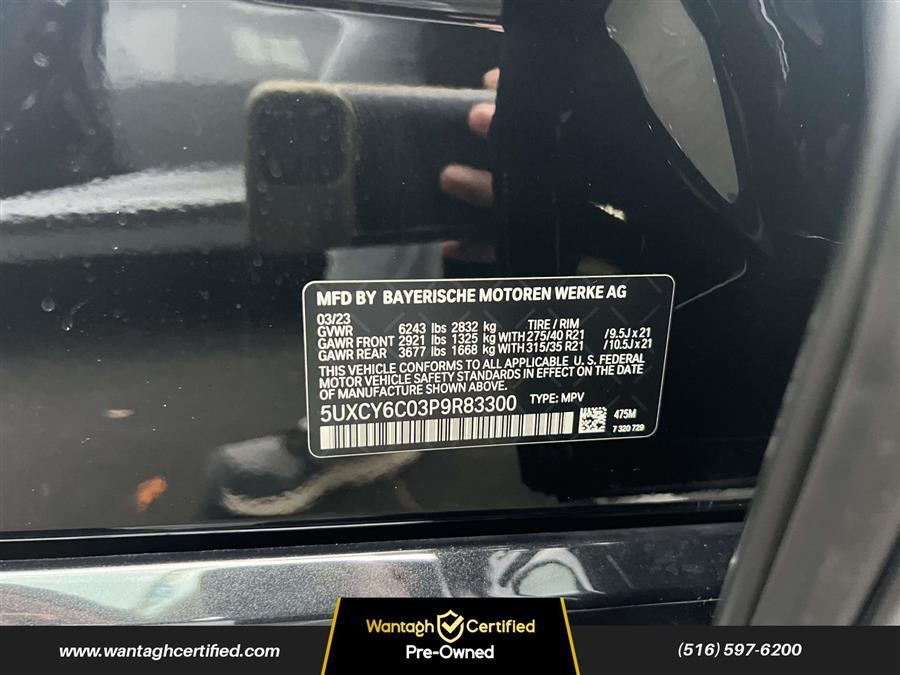 MFD BY BAYERISCHE MOTOREN WERKE AG
03/23 TIRE / RIM
GVWR 6243 lbs 2832 kg
GAWR FRONT 2921 lbs 1325 kg WITH 275/40 R21 / 9.5J x 21
GAWR REAR 3677 lbs 1668 kg WITH 315/35 R21 / 10.5J x 21
THIS VEHICLE CONFORMS TO ALL APPLICABLE U.S. FEDERAL
MOTOR VEHICLE SAFETY STANDARDS IN EFFECT ON THE DATE
OF MANUFACTURE SHOWN ABOVE.
5UXCY6C03P9R83300 TYPE: MPV
475M
7 320 729
www.wantaghcertified.com
Wantagh Certified
Pre-Owned
(516) 597-6200